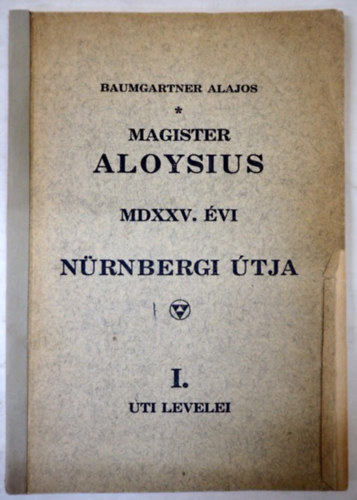 BAUMGARTNER ALAJOS
*
MAGISTER
ALOYSIUS
MDXXV. ÉVI
NÜRNBERGI ÚTJA
I.
UTI LEVELEI